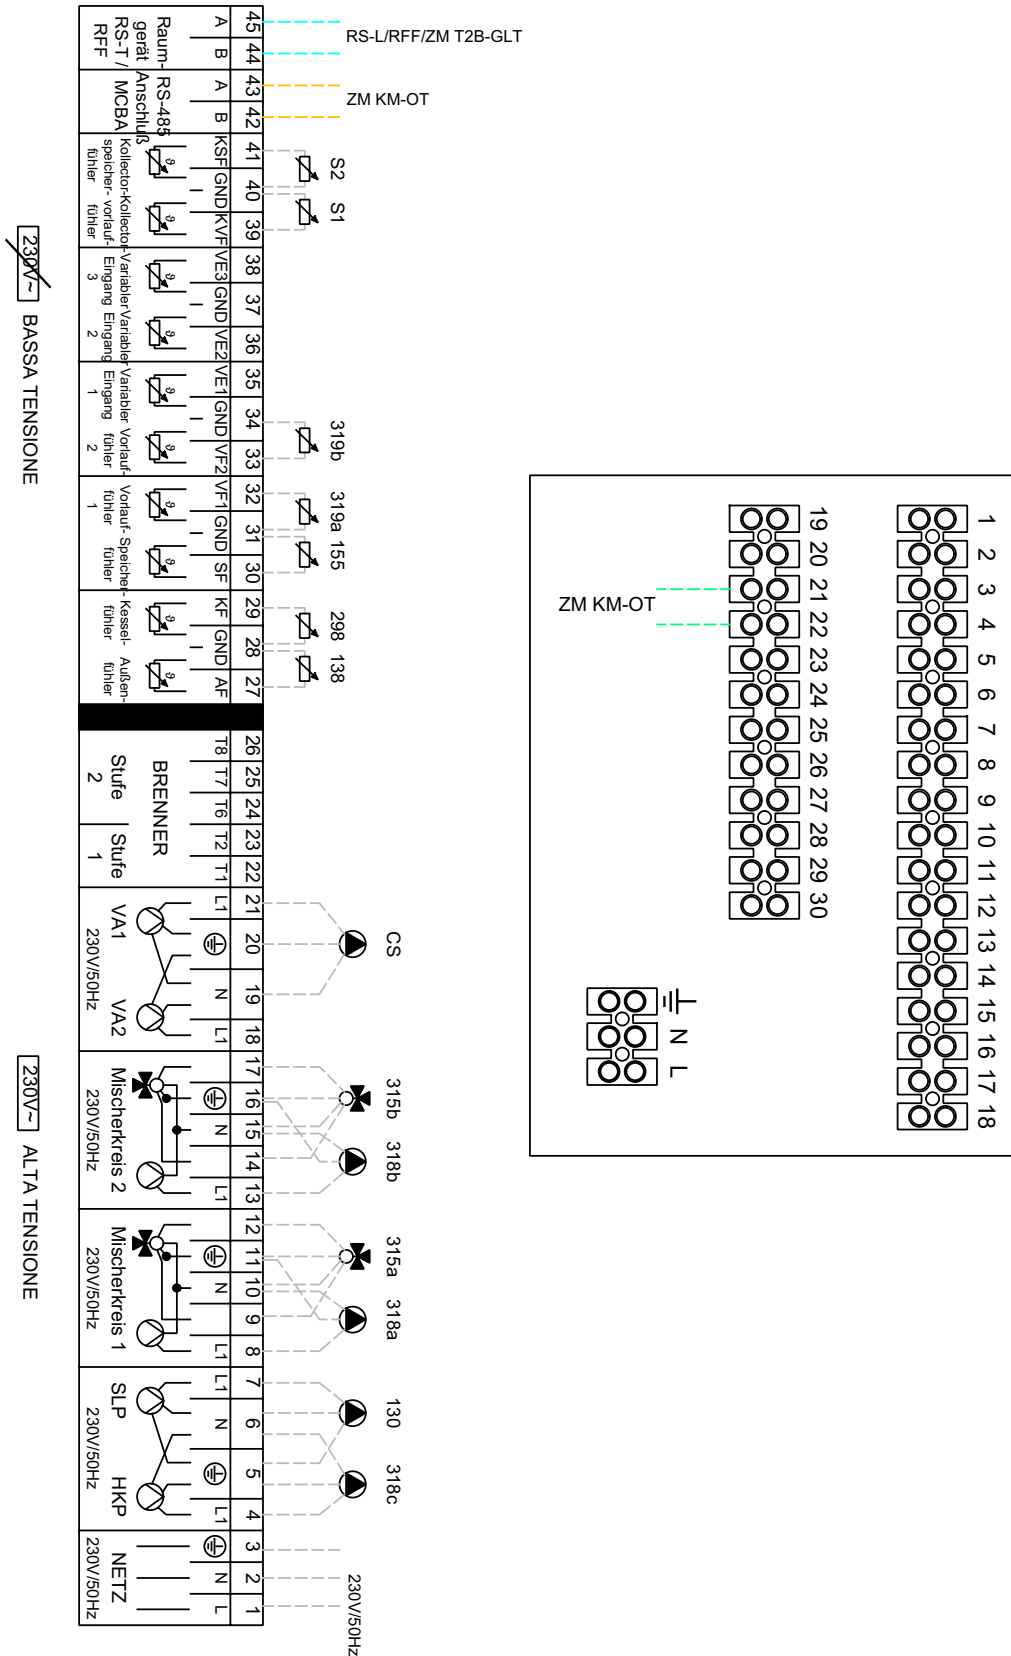 45 A
44 B
Raum-
gerät
RS-T /
RFF
RS-L/RFF/ZM T2B-GLT
43 A
42 B
RS-485
Anschluß
MCBA
ZM KM-OT
41 KSF
40 GND
39 KVF
Kollector-
speicher-
fühler
Kollector-
vorlauf-
fühler
S2
S1
38 VE3
37 GND
36 VE2
Variabler
Eingang
3
Variabler
Eingang
2
35 VE1
34 GND
33 VF2
Variabler
Eingang
1
Vorlauf-
fühler
2
319b
32 VF1
31 GND
30 SF
Vorlauf-
fühler
1
Speicher-
fühler
319a
155
29 KF
28 GND
27 AF
Kessel-
fühler
Außen-
fühler
298
138
230V~ BASSA TENSIONE
26 T8
25 T7
24 T6
23 T2
22 T1
BRENNER
Stufe
2
Stufe
1
21 L1
20
19 N
18 L1
VA1
VA2
230V/50Hz
CS
17
16
15 N
14
13 L1
Mischerkreis 2
230V/50Hz
315b
318b
12
11
10 N
9
8 L1
Mischerkreis 1
230V/50Hz
315a
318a
7 L1
6 N
5
4 L1
SLP
HKP
230V/50Hz
130
318c
3
2 N
1 L
NETZ
230V/50Hz
230V/50Hz
230V~ ALTA TENSIONE
1
2
3
4
5
6
7
8
9
10
11
12
13
14
15
16
17
18
19
20
21
22
23
24
25
26
27
28
29
30
ZM KM-OT
N
L